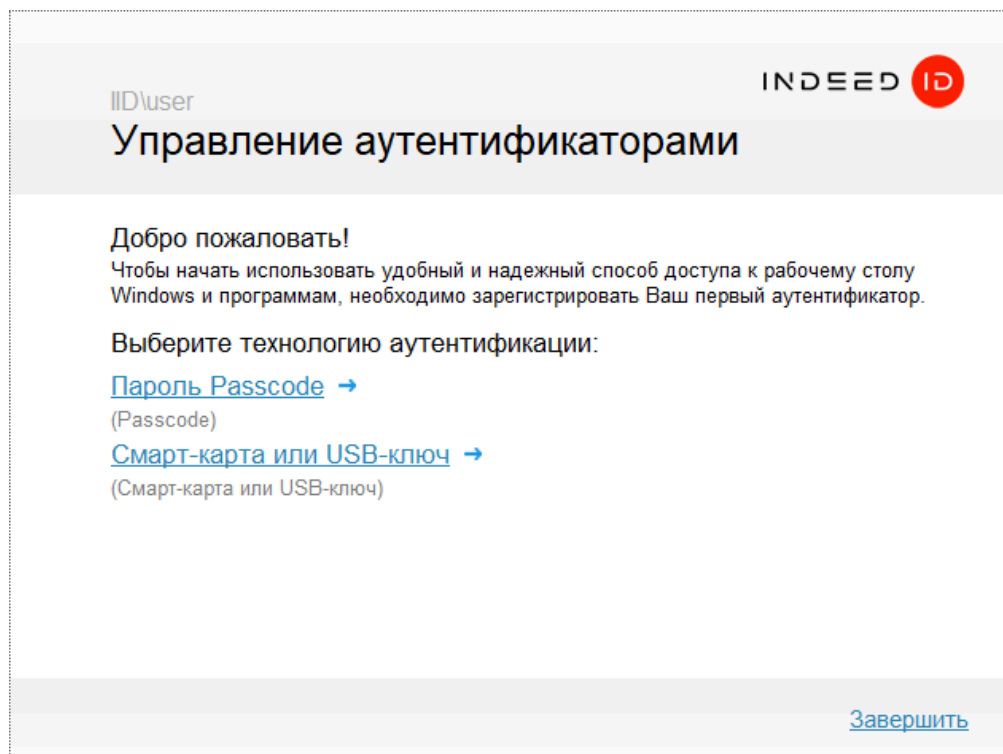 INDEED ID
IID\user
Управление аутентификаторами
Добро пожаловать!
Чтобы начать использовать удобный и надежный способ доступа к рабочему столу
Windows и программам, необходимо зарегистрировать Ваш первый аутентификатор.
Выберите технологию аутентификации:
Пароль Passcode ➜
(Passcode)
Смарт-карта или USB-ключ ➜
(Смарт-карта или USB-ключ)
Завершить